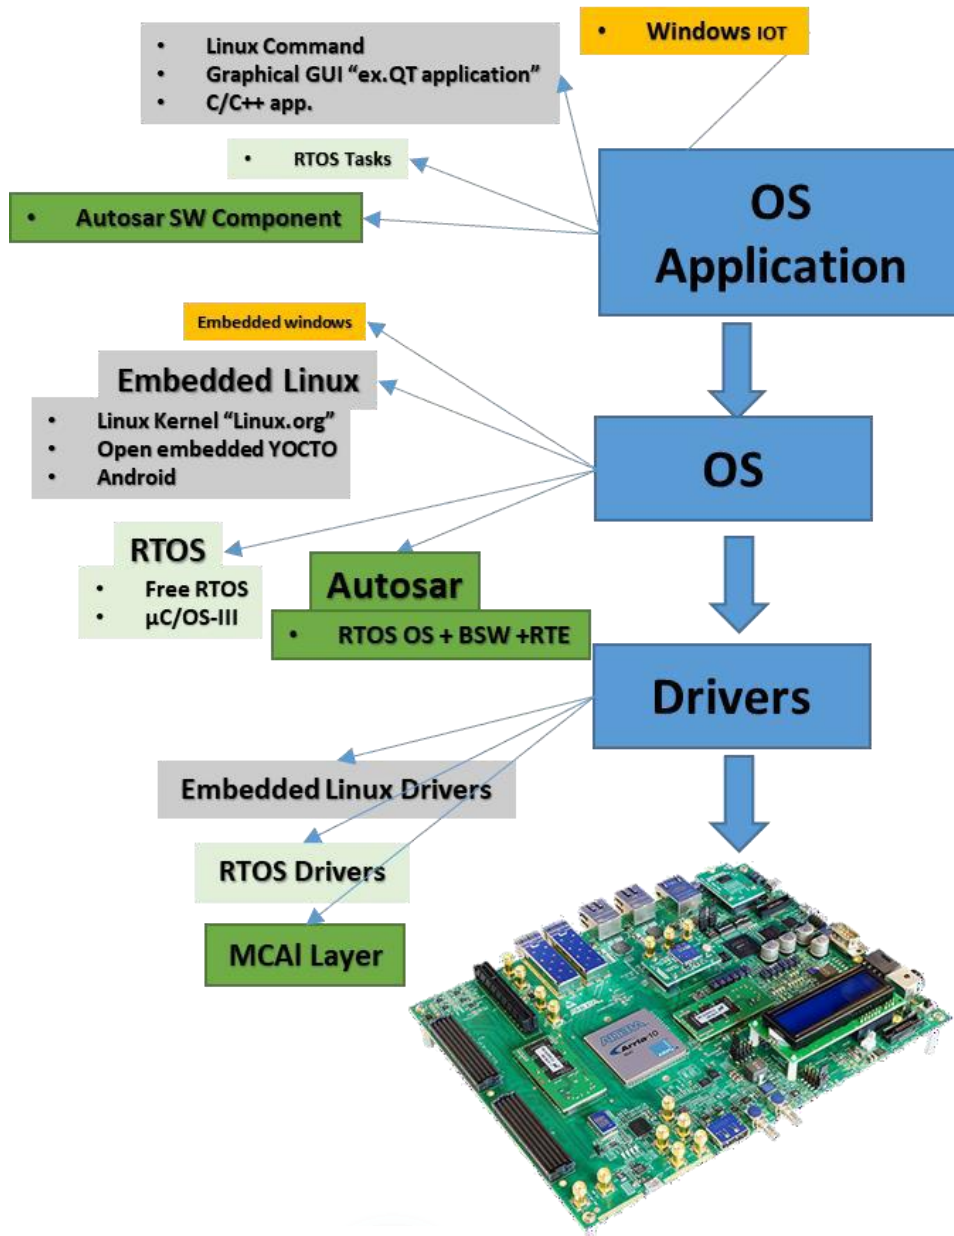 • Windows IOT
• Linux Command
• Graphical GUI “ex.QT application”
• C/C++ app.
• RTOS Tasks
• Autosar SW Component
OS
Application
Embedded windows
Embedded Linux
• Linux Kernel “Linux.org”
• Open embedded YOCTO
• Android
OS
RTOS
• Free RTOS
• µC/OS-III
Autosar
• RTOS OS + BSW +RTE
Drivers
Embedded Linux Drivers
RTOS Drivers
MCAl Layer
Arria 10